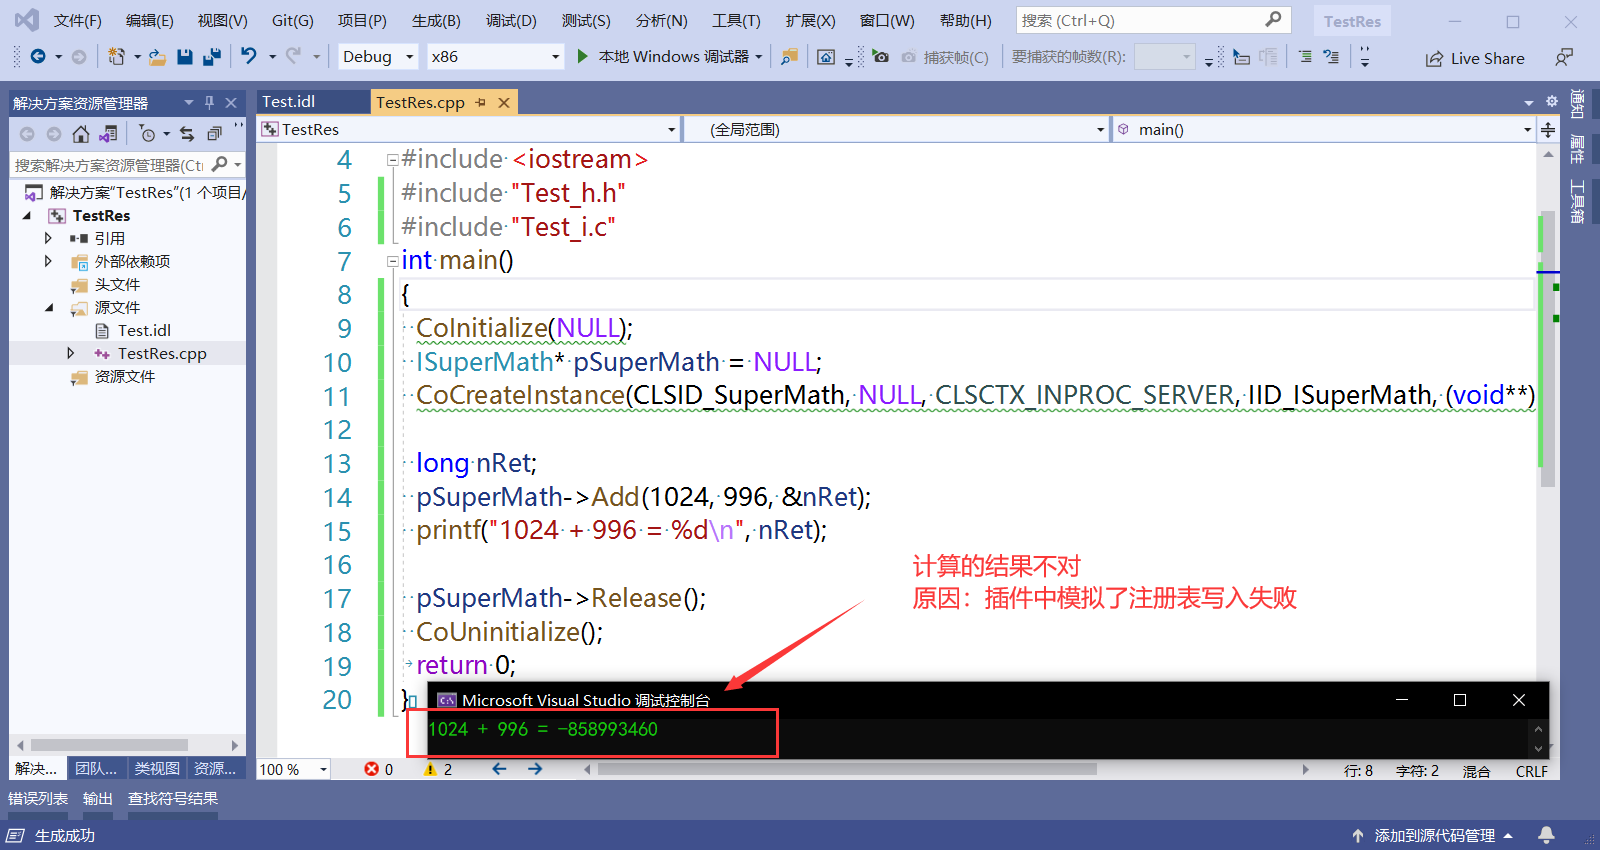 文件(F) 编辑(E) 视图(V) Git(G) 项目(P) 生成(B) 调试(D) 测试(S) 分析(N) 工具(T) 扩展(X) 窗口(W) 帮助(H) 搜索 (Ctrl+Q) TestRes
Debug x86 本地 Windows 调试器 捕获帧(C) 要捕获的帧数(R): Live Share
解决方案资源管理器
搜索解决方案资源管理器(Ctr
解决方案"TestRes"(1 个项目/
TestRes
引用
外部依赖项
头文件
源文件
Test.idl
TestRes.cpp
资源文件
解决... 团队... 类视图 资源...
Test.idl TestRes.cpp
TestRes (全局范围) main()
4 #include <iostream>
5 #include "Test_h.h"
6 #include "Test_i.c"
7 int main()
8 {
9 CoInitialize(NULL);
10 ISuperMath* pSuperMath = NULL;
11 CoCreateInstance(CLSID_SuperMath, NULL, CLSCTX_INPROC_SERVER, IID_ISuperMath, (void**)
12
13 long nRet;
14 pSuperMath->Add(1024, 996, &nRet);
15 printf("1024 + 996 = %d\n", nRet);
16
17 pSuperMath->Release();
18 CoUninitialize();
19 return 0;
20 }
计算的结果不对
原因：插件中模拟了注册表写入失败
Microsoft Visual Studio 调试控制台
1024 + 996 = -858993460
100 % 0 2 行: 8 字符: 2 混合 CRLF
通知
属性
工具箱
错误列表 输出 查找符号结果
生成成功 添加到源代码管理